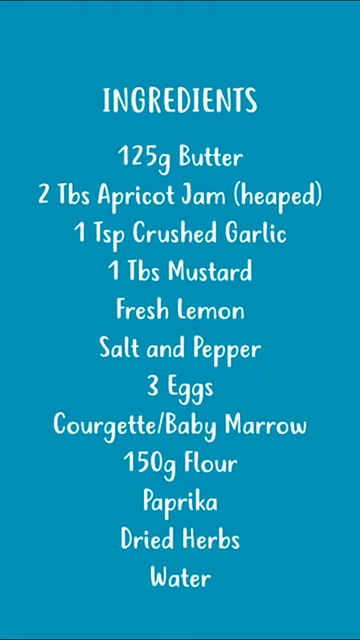 INGREDIENTS
125g Butter
2 Tbs Apricot Jam (heaped)
1 Tsp Crushed Garlic
1 Tbs Mustard
Fresh Lemon
Salt and Pepper
3 Eggs
Courgette/Baby Marrow
150g Flour
Paprika
Dried Herbs
Water